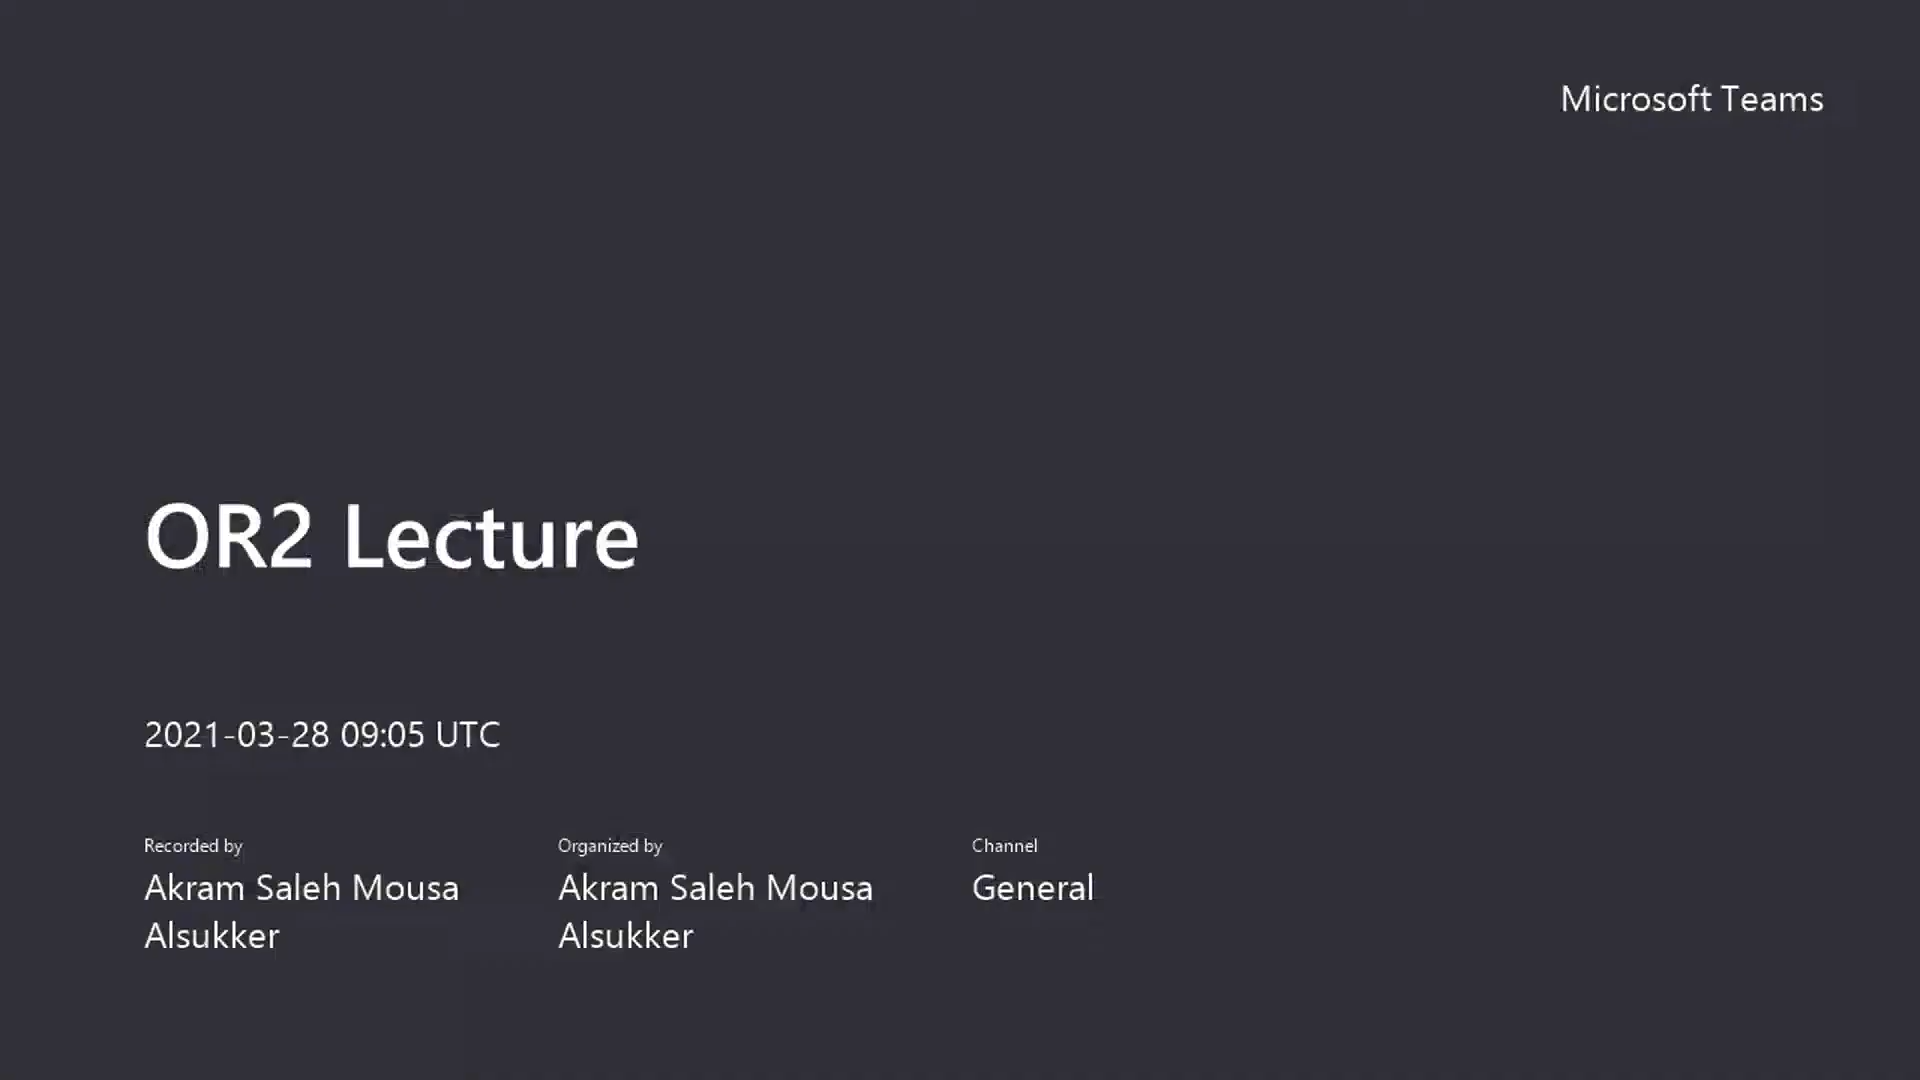 Microsoft Teams
OR2 Lecture
2021-03-28 09:05 UTC
Recorded by
Akram Saleh Mousa
Alsukker
Organized by
Akram Saleh Mousa
Alsukker
Channel
General